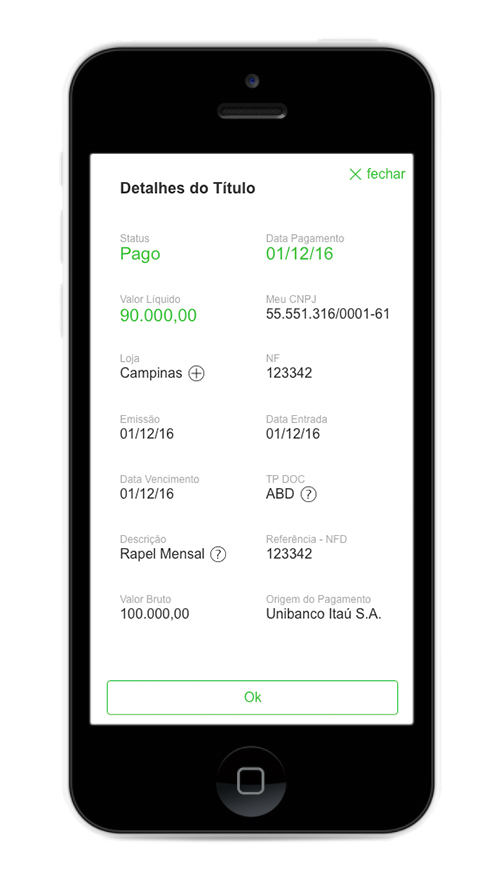 fechar
Detalhes do Título
Status
Data Pagamento
Pago
01/12/16
Valor Líquido
Meu CNPJ
90.000,00
55.551.316/0001-61
Loja
NF
Campinas
123342
Emissão
Data Entrada
01/12/16
01/12/16
Data Vencimento
TP DOC
01/12/16
ABD ?
Descrição
Referência - NFD
Rapel Mensal ?
123342
Valor Bruto
Origem do Pagamento
100.000,00
Unibanco Itaú S.A.
Ok